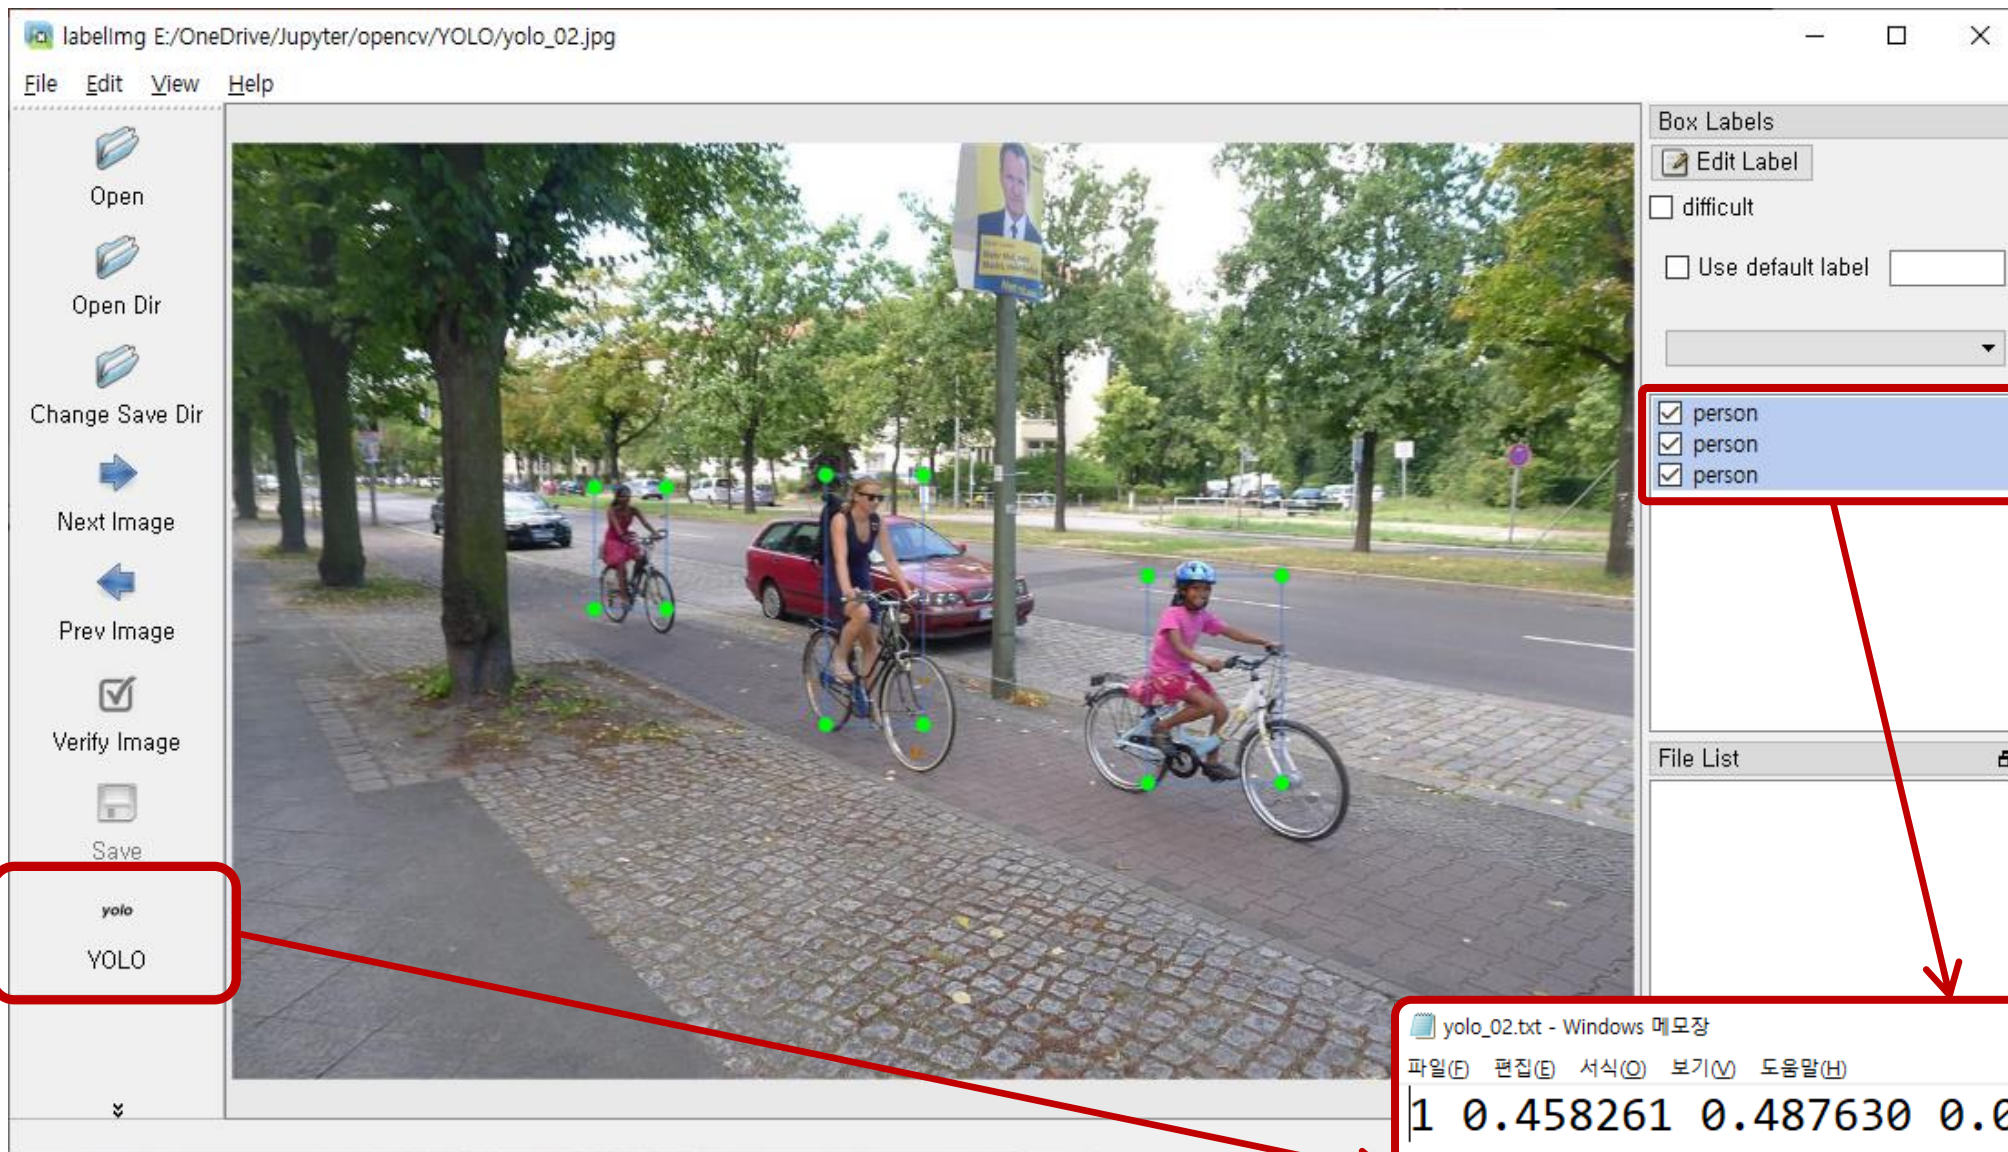 labelImg E:/OneDrive/Jupyter/opencv/YOLO/yolo_02.jpg
File Edit View Help
Open
Open Dir
Change Save Dir
Next Image
Prev Image
Verify Image
Save
yolo
YOLO
Box Labels
Edit Label
difficult
Use default label
person
person
person
File List
yolo_02.txt - Windows 메모장
파일(F) 편집(E) 서식(O) 보기(V) 도움말(H)
1 0.458261 0.487630 0.0